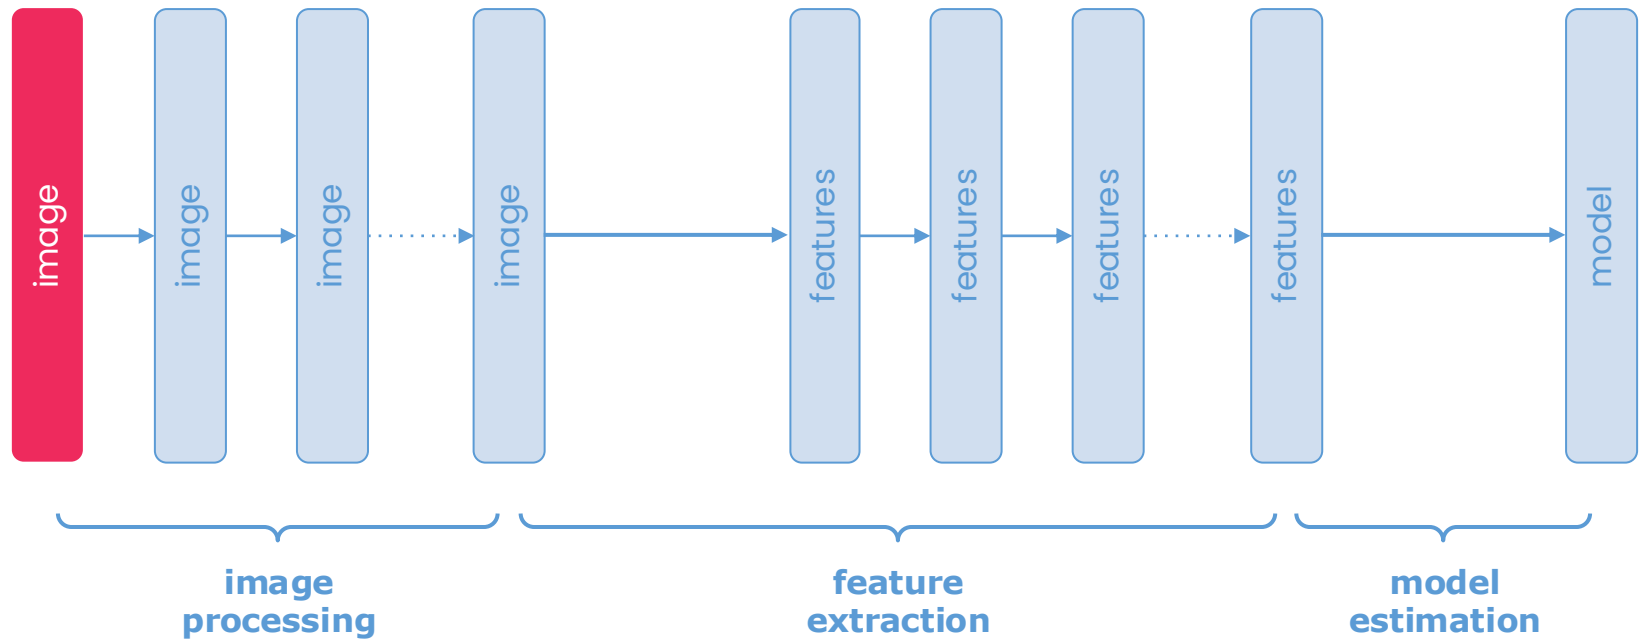 image
image
image
image
features
features
features
features
model
image
processing
feature
extraction
model
estimation